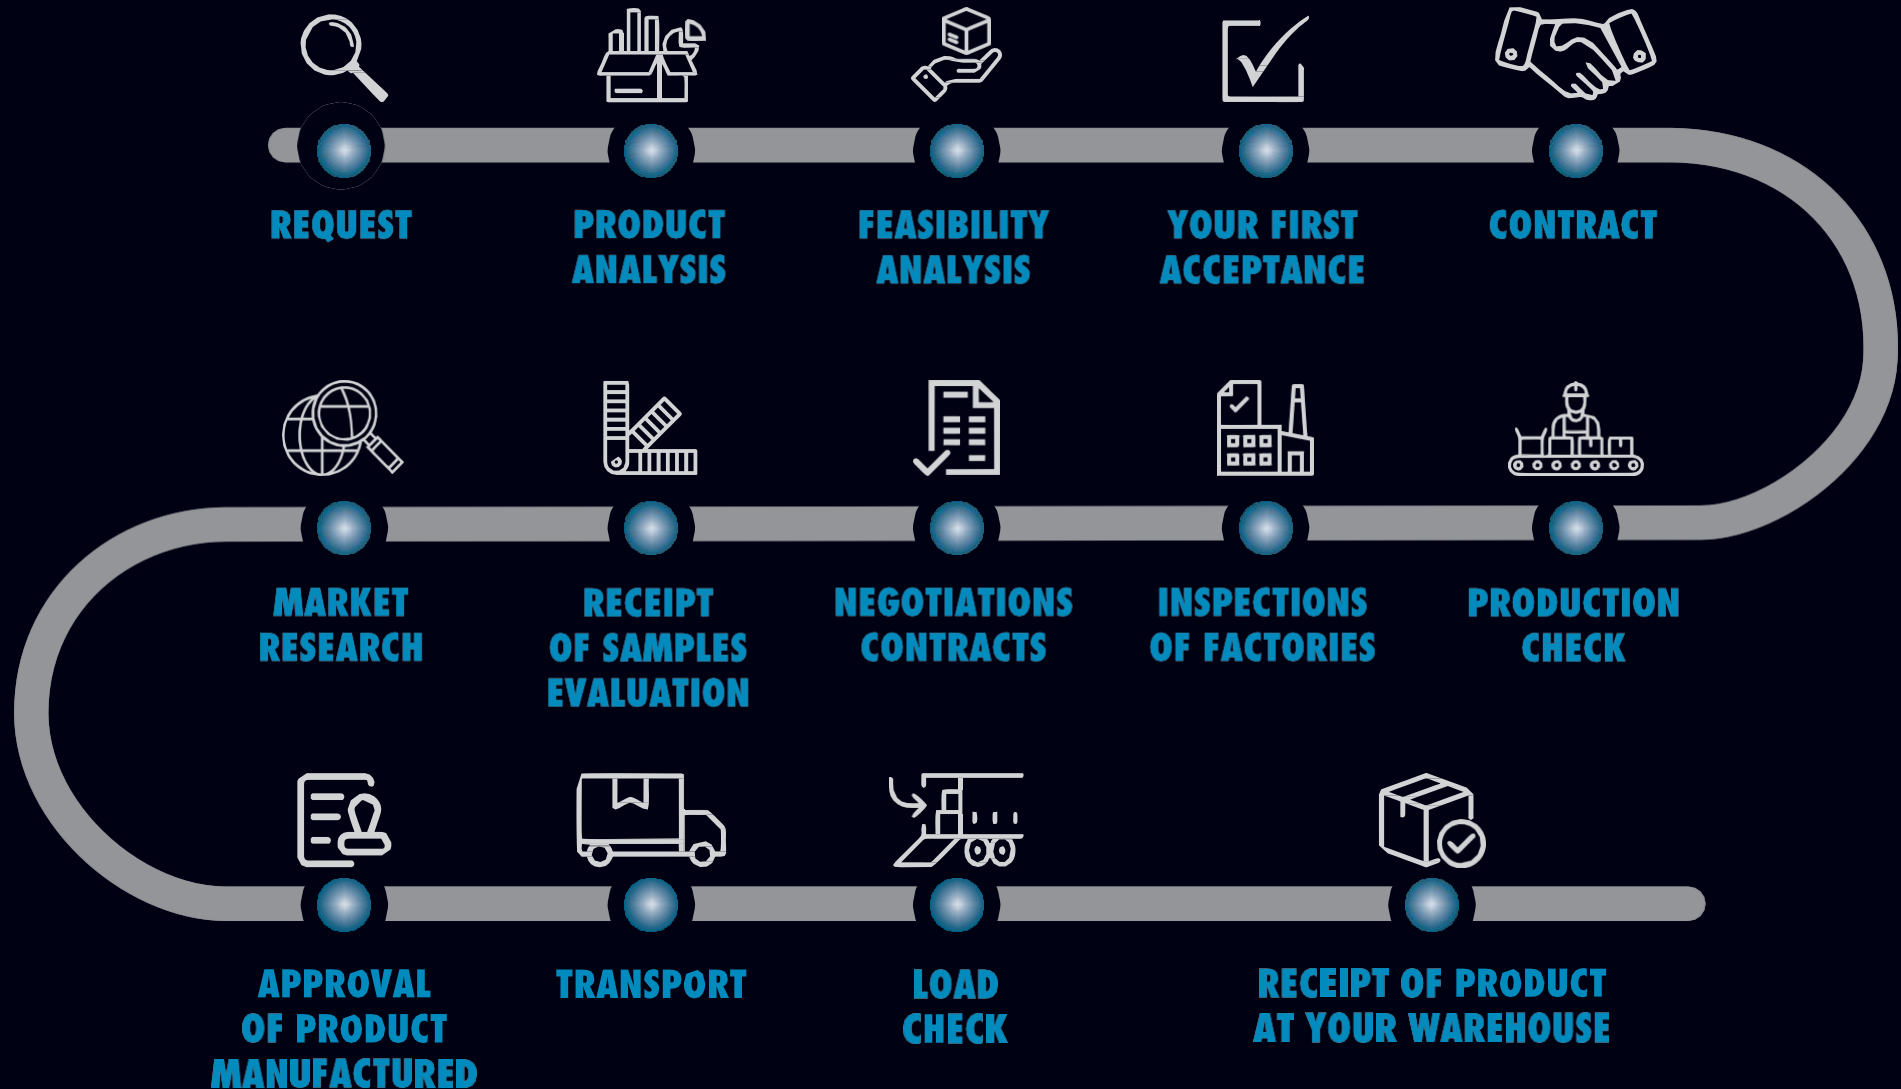 REQUEST
PRODUCT
ANALYSIS
FEASIBILITY
ANALYSIS
YOUR FIRST
ACCEPTANCE
CONTRACT
MARKET
RESEARCH
RECEIPT
OF SAMPLES
EVALUATION
NEGOTIATIONS
CONTRACTS
INSPECTIONS
OF FACTORIES
PRODUCTION
CHECK
APPROVAL
OF PRODUCT
MANUFACTURED
TRANSPORT
LOAD
CHECK
RECEIPT OF PRODUCT
AT YOUR WAREHOUSE